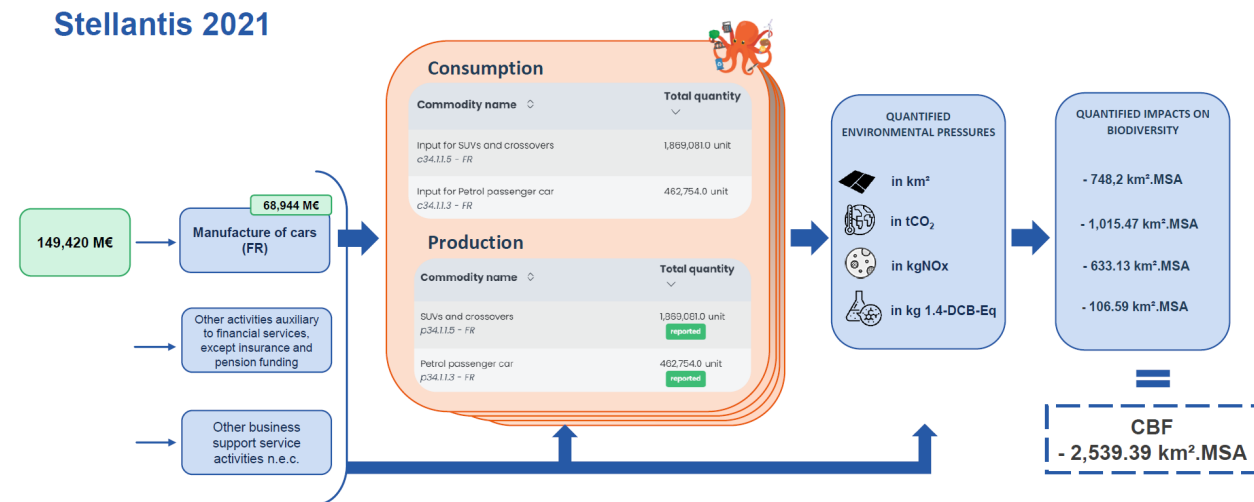 Stellantis 2021
149,420 M€
68,944 M€
Manufacture of cars
(FR)
Other activities auxiliary
to financial services,
except insurance and
pension funding
Other business
support service
activities n.e.c.
Consumption
Commodity name
Total quantity
Input for SUVs and crossovers
c34.1.1.5 - FR
1,869,081.0 unit
Input for Petrol passenger car
c34.1.1.3 - FR
462,754.0 unit
Production
Commodity name
Total quantity
SUVs and crossovers
p34.1.1.5 - FR
1,869,081.0 unit
reported
Petrol passenger car
p34.1.1.3 - FR
462,754.0 unit
reported
QUANTIFIED
ENVIRONMENTAL PRESSURES
in km²
in tCO₂
in kgNOx
in kg 1.4-DCB-Eq
QUANTIFIED IMPACTS ON
BIODIVERSITY
- 748,2 km².MSA
- 1,015.47 km².MSA
- 633.13 km².MSA
- 106.59 km².MSA
CBF
- 2,539.39 km².MSA